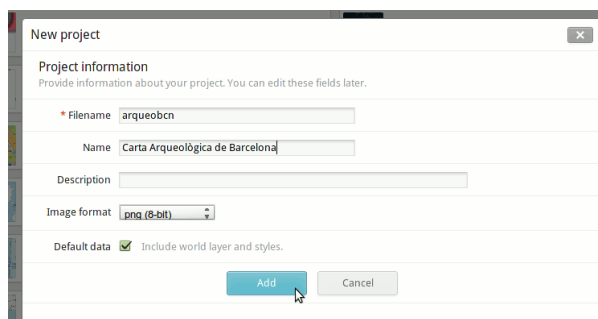 New project
Project information
Provide information about your project. You can edit these fields later.
* Filename arqueobcn
Name Carta Arqueològica de Barcelona
Description
Image format png (8-bit)
Default data Include world layer and styles.
Add Cancel